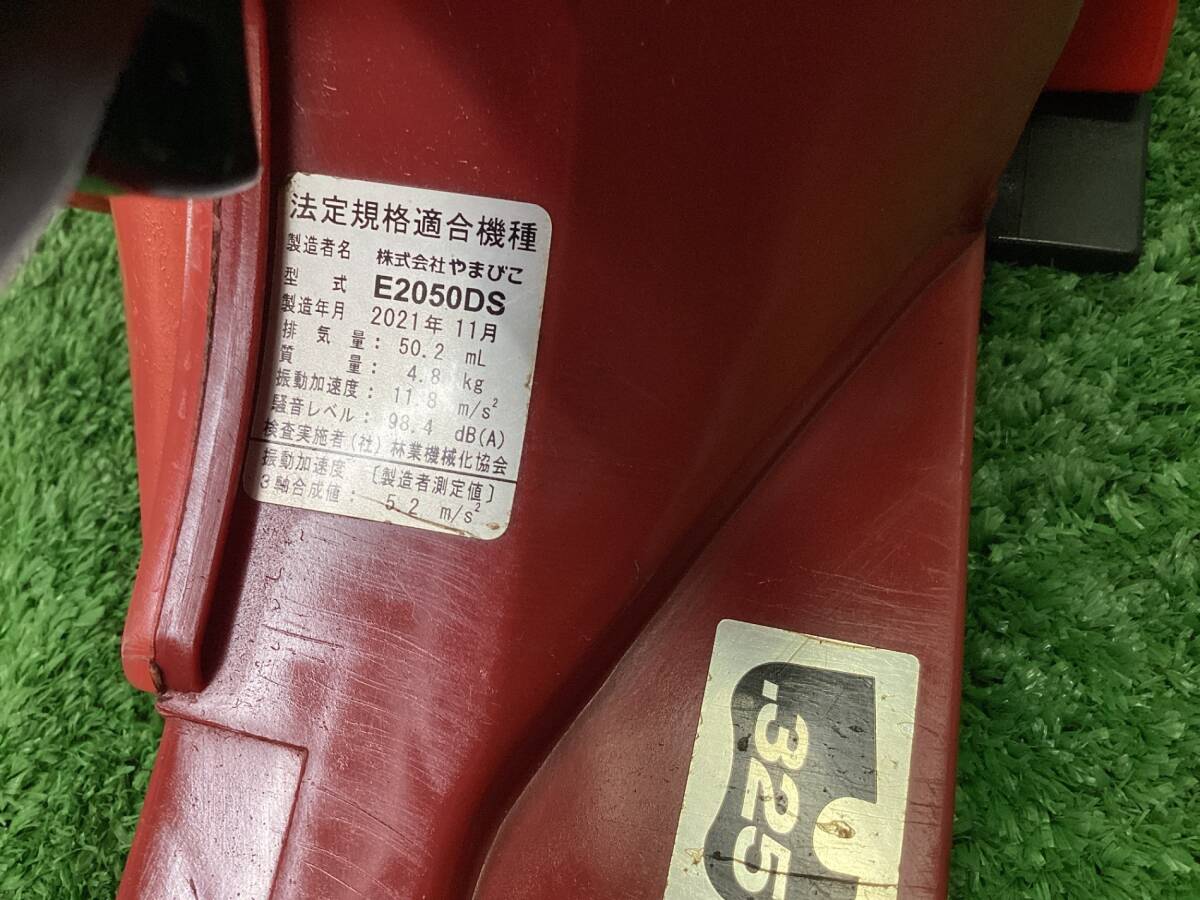 法定規格適合機種
製造者名 株式会社やまびこ
型式 E2050DS
製造年月 2021年 11月
排気量: 50.2 mL
質量: 4.8 kg
振動加速度: 11.8 m/s²
騒音レベル: 98.4 dB(A)
検査実施者(社)林業機械化協会
振動加速度 [製造者測定値]
3軸合成値: 5.2 m/s²
.325